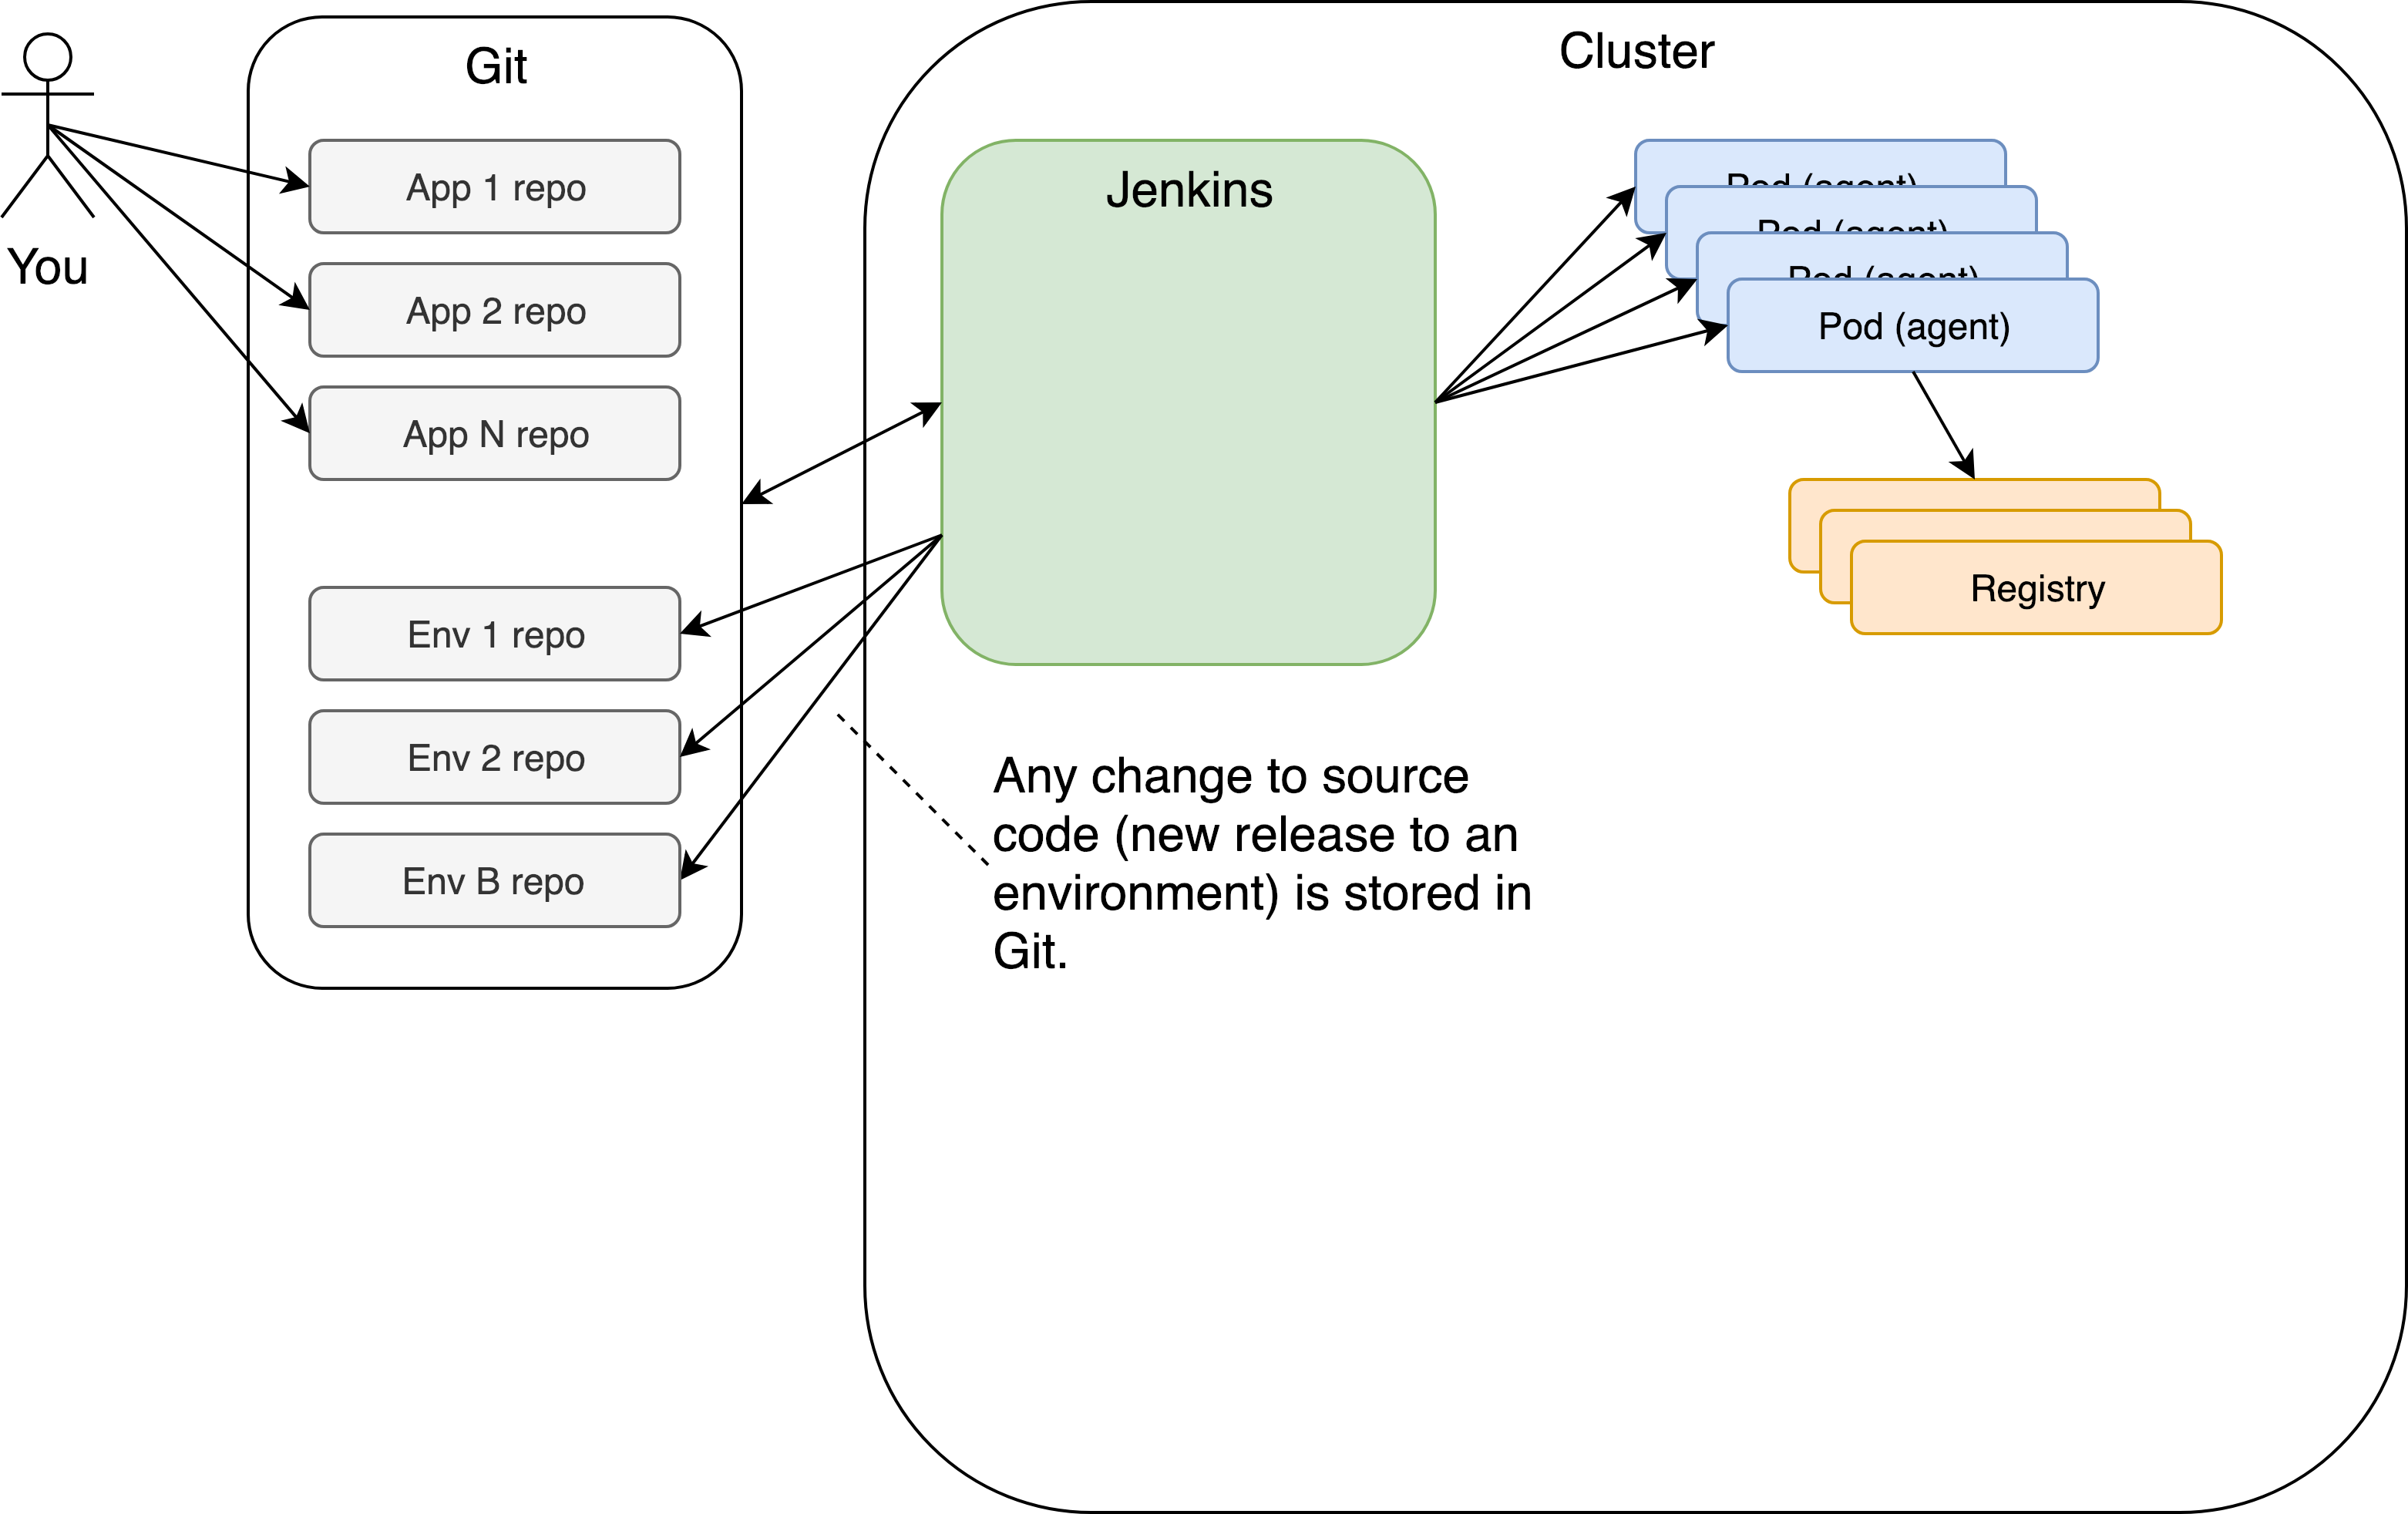 You
Git
App 1 repo
App 2 repo
App N repo
Env 1 repo
Env 2 repo
Env B repo
Cluster
Jenkins
Pod (agent)
Pod (agent)
Pod (agent)
Pod (agent)
Registry
Any change to source
code (new release to an
environment) is stored in
Git.